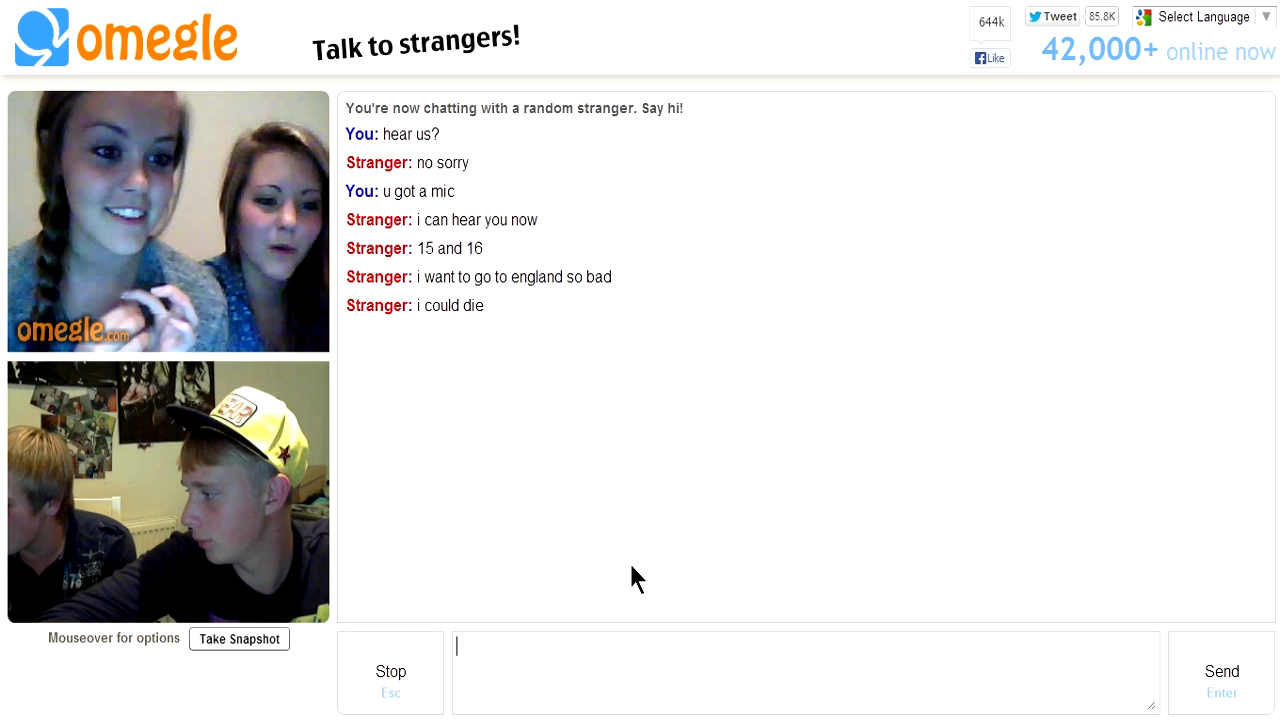 omegle
Talk to strangers!
644k
Like
Tweet
85.8K
Select Language
42,000+ online now
You're now chatting with a random stranger. Say hi!
You: hear us?
Stranger: no sorry
You: u got a mic
Stranger: i can hear you now
Stranger: 15 and 16
Stranger: i want to go to england so bad
Stranger: i could die
omegle.com
Mouseover for options
Take Snapshot
Stop
Esc
Send
Enter